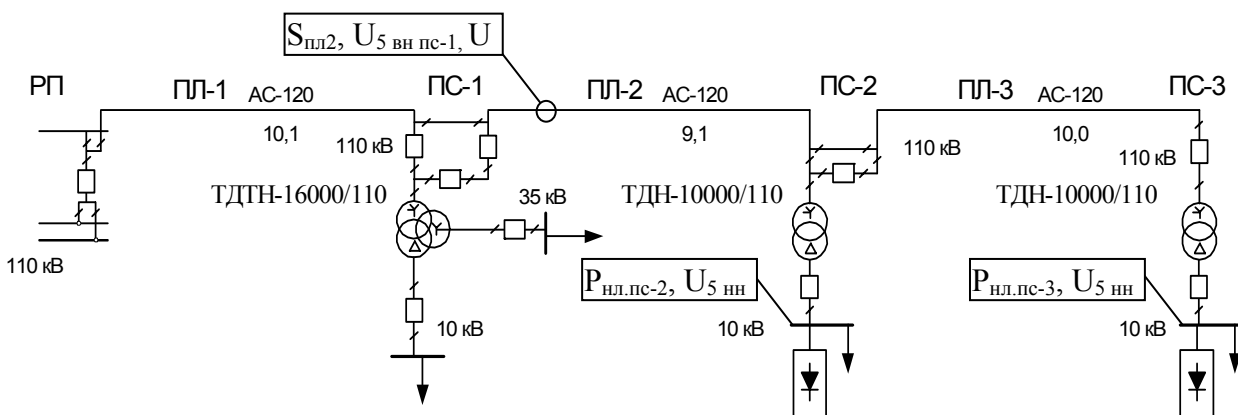 Sпл2, U5 вн пс-1, U
РП
ПЛ-1
АС-120
ПС-1
ПЛ-2
АС-120
ПС-2
ПЛ-3
АС-120
ПС-3
10,1
9,1
10,0
110 кВ
110 кВ
110 кВ
ТДТН-16000/110
35 кВ
ТДН-10000/110
ТДН-10000/110
110 кВ
Pнл.пс-2, U5 нн
Pнл.пс-3, U5 нн
10 кВ
10 кВ
10 кВ